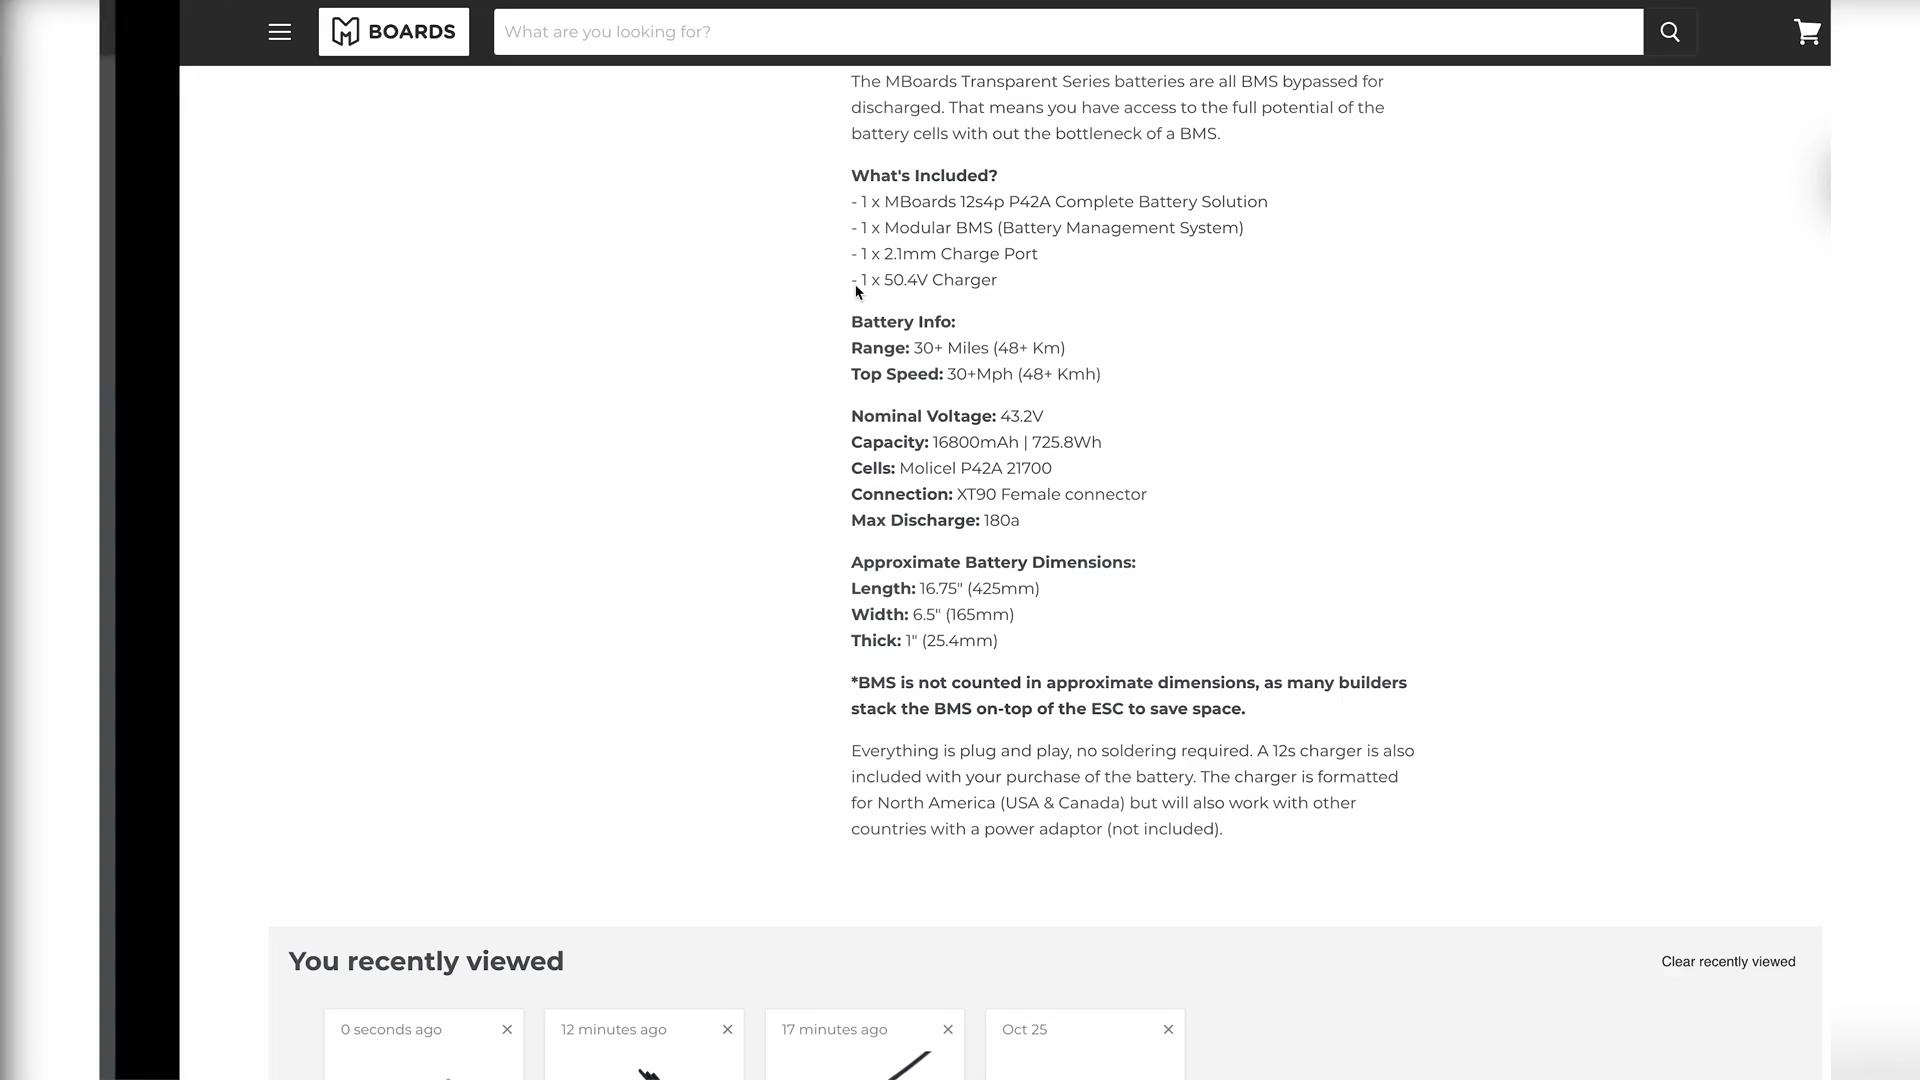 BOARDS
What are you looking for?
The MBoards Transparent Series batteries are all BMS bypassed for
discharged. That means you have access to the full potential of the
battery cells with out the bottleneck of a BMS.
What's Included?
- 1 x MBoards 12s4p P42A Complete Battery Solution
- 1 x Modular BMS (Battery Management System)
- 1 x 2.1mm Charge Port
- 1 x 50.4V Charger
Battery Info:
Range: 30+ Miles (48+ Km)
Top Speed: 30+Mph (48+ Kmh)
Nominal Voltage: 43.2V
Capacity: 16800mAh | 725.8Wh
Cells: Molicel P42A 21700
Connection: XT90 Female connector
Max Discharge: 180a
Approximate Battery Dimensions:
Length: 16.75" (425mm)
Width: 6.5" (165mm)
Thick: 1" (25.4mm)
*BMS is not counted in approximate dimensions, as many builders
stack the BMS on-top of the ESC to save space.
Everything is plug and play, no soldering required. A 12s charger is also
included with your purchase of the battery. The charger is formatted
for North America (USA & Canada) but will also work with other
countries with a power adaptor (not included).
You recently viewed
Clear recently viewed
0 seconds ago
12 minutes ago
17 minutes ago
Oct 25